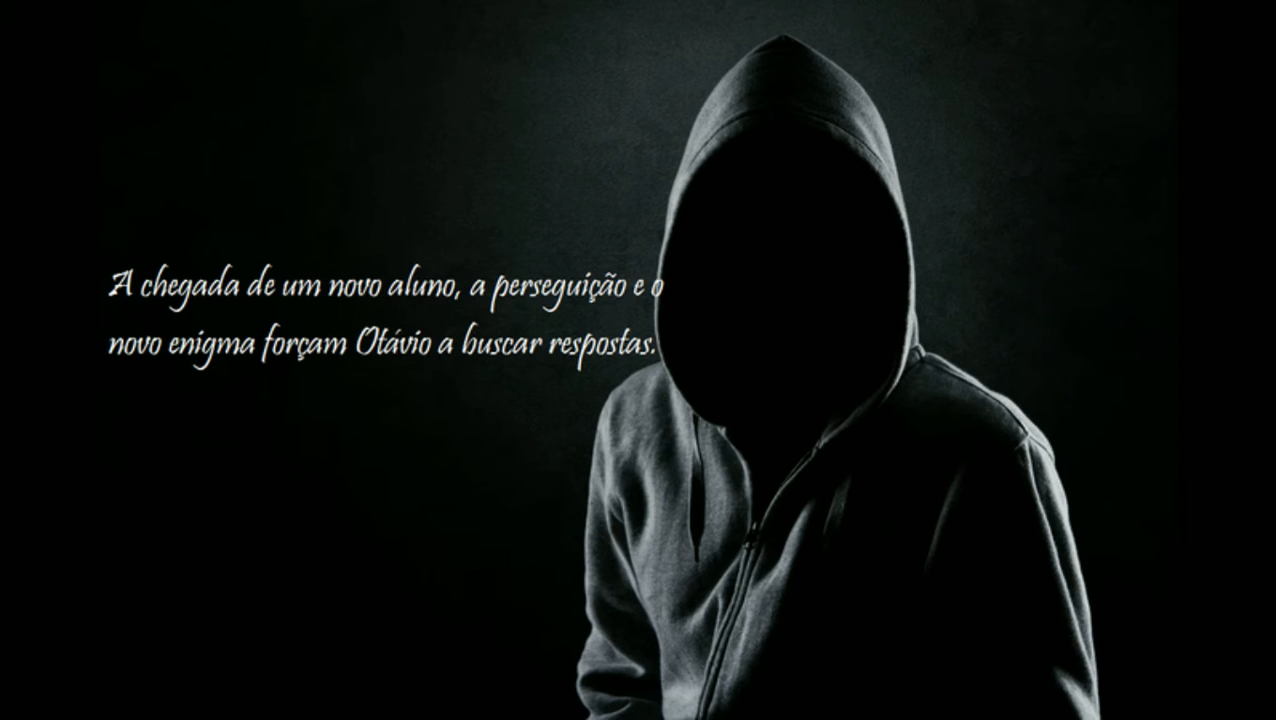 A chegada de um novo aluno, a perseguição e o
novo enigma forçam Otávio a buscar respostas.